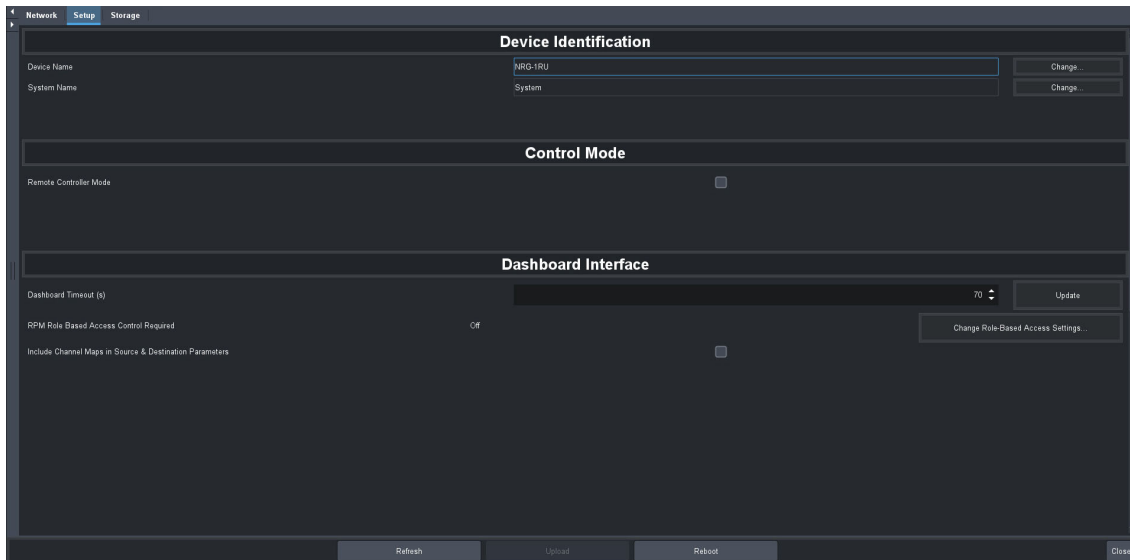 Network Setup Storage
Device Identification
Device Name NRG-1RU Change...
System Name System Change...
Control Mode
Remote Controller Mode
Dashboard Interface
Dashboard Timeout (s) 70 Update
RPM Role Based Access Control Required Off Change Role-Based Access Settings...
Include Channel Maps in Source & Destination Parameters
Refresh Upload Reboot Close